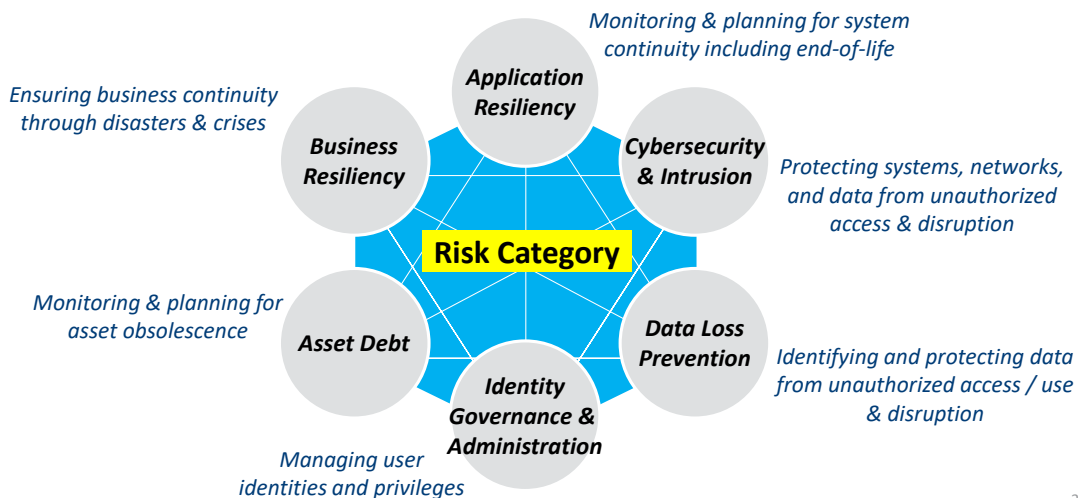 Monitoring & planning for system
continuity including end-of-life
Application
Resiliency
Ensuring business continuity
through disasters & crises
Business
Resiliency
Cybersecurity
& Intrusion
Protecting systems, networks,
and data from unauthorized
access & disruption
Risk Category
Monitoring & planning for
asset obsolescence
Asset Debt
Data Loss
Prevention
Identifying and protecting data
from unauthorized access / use
& disruption
Identity
Governance &
Administration
Managing user
identities and privileges